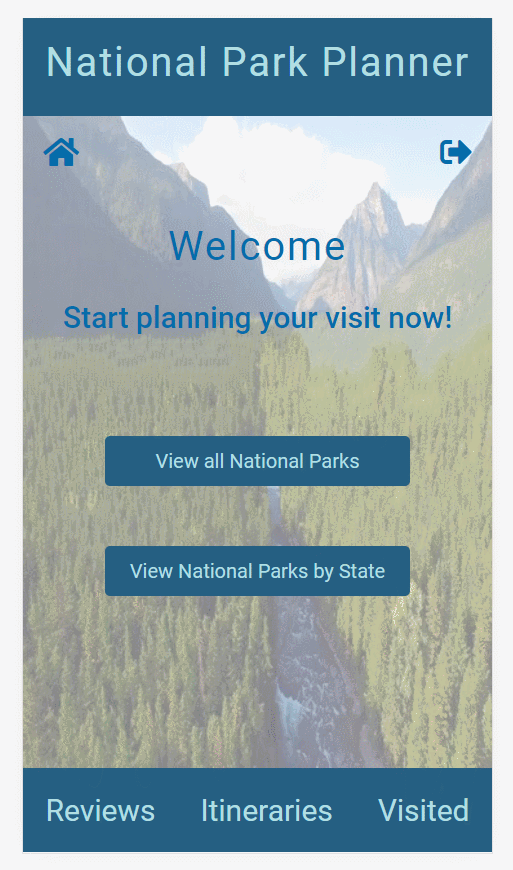 National Park Planner
Welcome
Start planning your visit now!
View all National Parks
View National Parks by State
Reviews Itineraries Visited